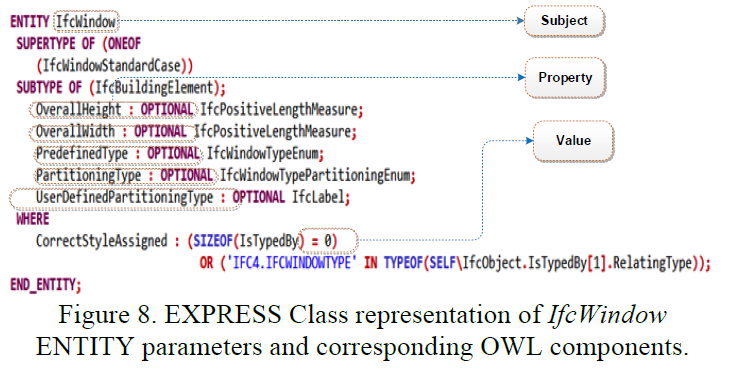 ENTITY IfcWindow
Subject
SUPERTYPE OF (ONEOF
(IfcWindowStandardCase))
SUBTYPE OF (IfcBuildingElement);
Property
OverallHeight : OPTIONAL IfcPositiveLengthMeasure;
OverallWidth : OPTIONAL IfcPositiveLengthMeasure;
Value
PredefinedType : OPTIONAL IfcWindowTypeEnum;
PartitioningType : OPTIONAL IfcWindowTypePartitioningEnum;
UserDefinedPartitioningType : OPTIONAL IfcLabel;
WHERE
CorrectStyleAssigned : (SIZEOF(IsTypedBy) = 0)
OR ('IFC4.IFCWINDOWTYPE' IN TYPEOF(SELF\IfcObject.IsTypedBy[1].RelatingType));
END_ENTITY;
Figure 8. EXPRESS Class representation of IfcWindow
ENTITY parameters and corresponding OWL components.